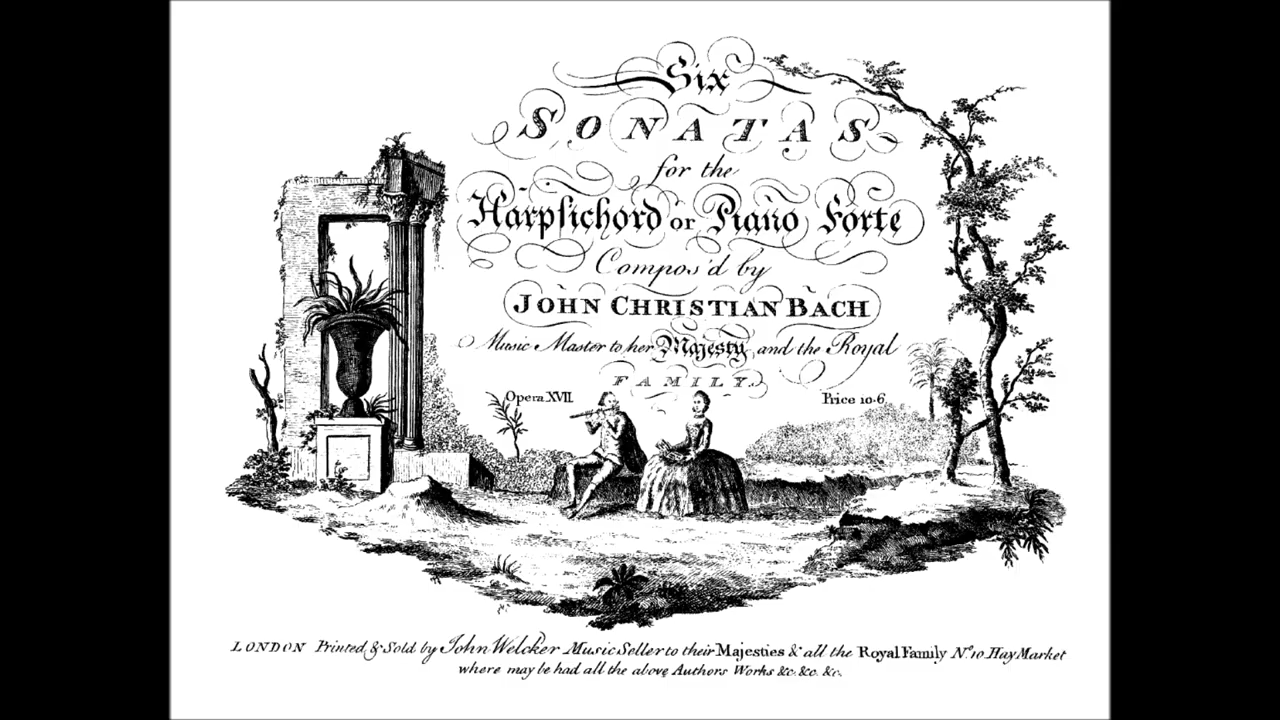 Six
SONATAS
for the
Harpsichord or Piano Forte
Compos'd by
JOHN CHRISTIAN BACH
Music Master to her Majesty and the Royal
FAMILY.
Opera XVII.
Price 10.6
LONDON Printed & Sold by John Welcker Music Seller to their Majesties & all the Royal Family No. 10 Hay Market
where may be had all the above Authors Works &c. &c. &c.